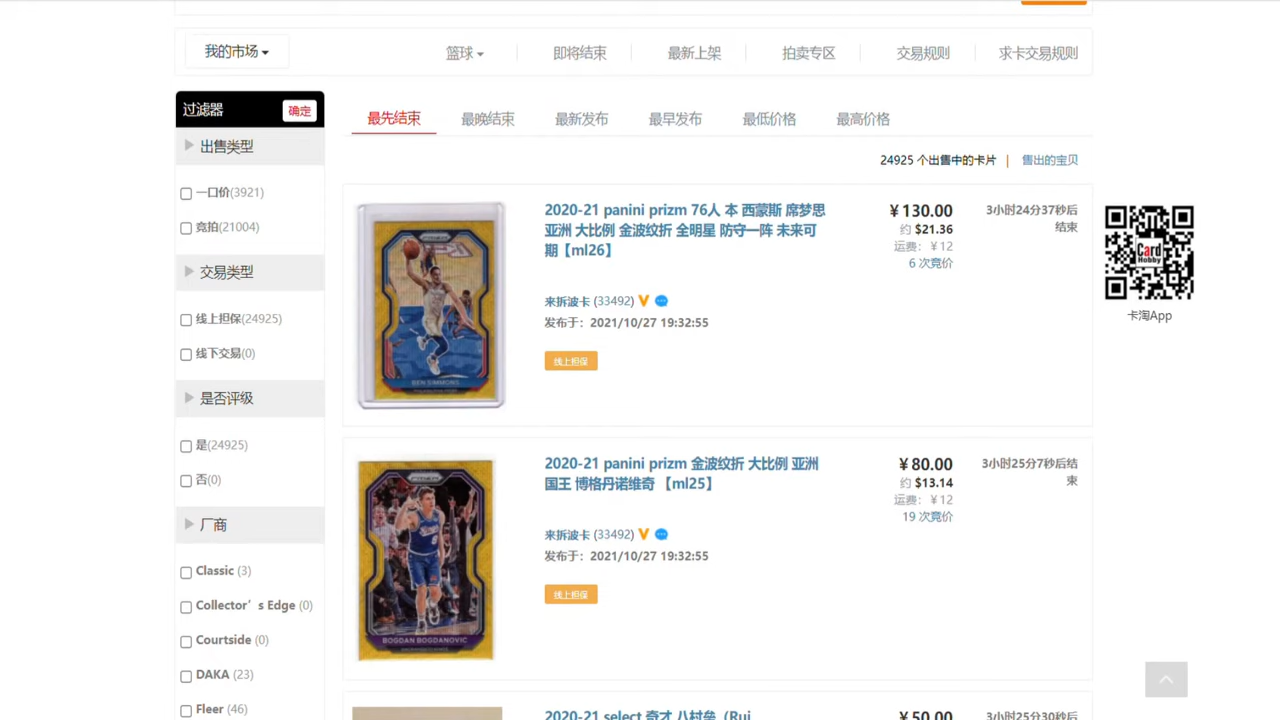 我的市场
篮球
即将结束
最新上架
拍卖专区
交易规则
求卡交易规则
过滤器
确定
出售类型
一口价(3921)
竞拍(21004)
交易类型
线上担保(24925)
线下交易(0)
是否评级
是(24925)
否(0)
厂商
Classic (3)
Collector’s Edge (0)
Courtside (0)
DAKA (23)
Fleer (46)
最先结束
最晚结束
最新发布
最早发布
最低价格
最高价格
24925 个出售中的卡片 | 售出的宝贝
2020-21 panini prizm 76人 本 西蒙斯 席梦思
亚洲 大比例 金波纹折 全明星 防守一阵 未来可
期【ml26】
来拆波卡 (33492)
发布于：2021/10/27 19:32:55
线上担保
￥130.00
约 $21.36
运费：￥12
6 次竞价
3小时24分37秒后
结束
BEN SIMMONS
2020-21 panini prizm 金波纹折 大比例 亚洲
国王 博格丹诺维奇 【ml25】
来拆波卡 (33492)
发布于：2021/10/27 19:32:55
线上担保
￥80.00
约 $13.14
运费：￥12
19 次竞价
3小时25分7秒后结
束
BOGDAN BOGDANOVIC
2020-21 select 奇才 八村垒（Rui
￥50.00
3小时25分30秒后
Card
Hobby
卡淘App